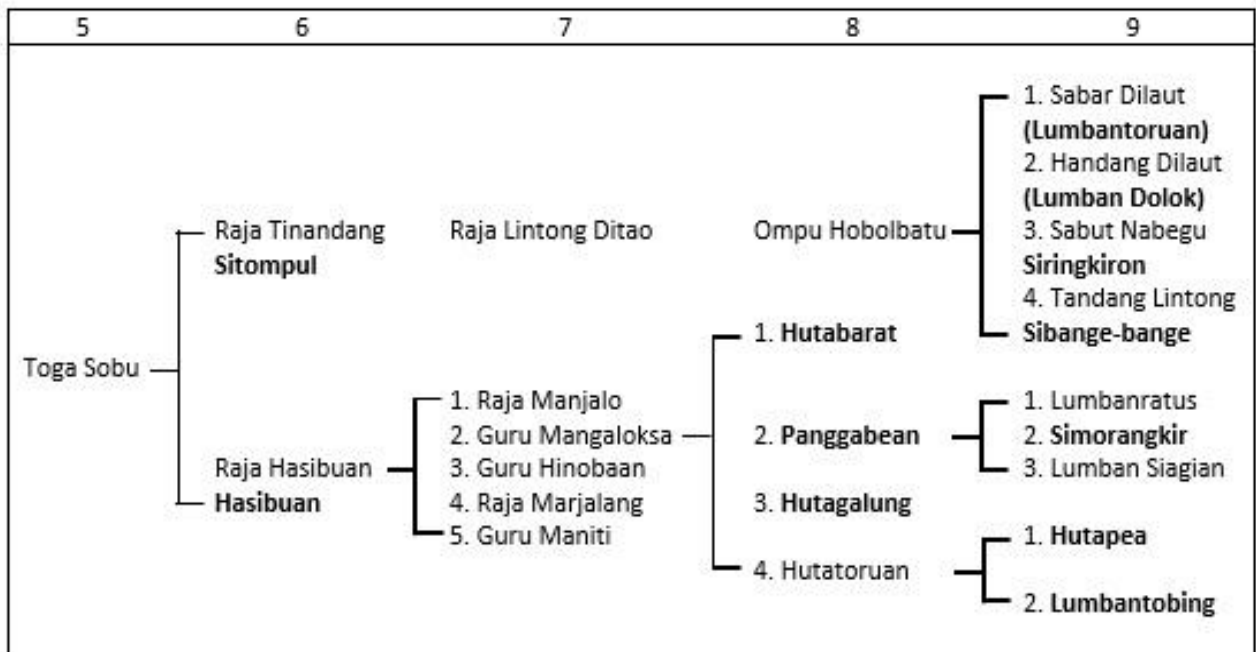 5 6 7 8 9
1. Sabar Dilaut
(Lumbantoruan)
2. Handang Dilaut
(Lumban Dolok)
Raja Tinandang Raja Lintong Ditao Ompu Hobolbatu 3. Sabut Nabegu
Sitompul Siringkiron
4. Tandang Lintong
1. Hutabarat Sibange-bange
Toga Sobu
1. Raja Manjalo 1. Lumbanratus
2. Guru Mangaloksa 2. Panggabean 2. Simorangkir
Raja Hasibuan 3. Guru Hinobaan 3. Lumban Siagian
Hasibuan 4. Raja Marjalang 3. Hutagalung
5. Guru Maniti 1. Hutapea
4. Hutatoruan
2. Lumbantobing